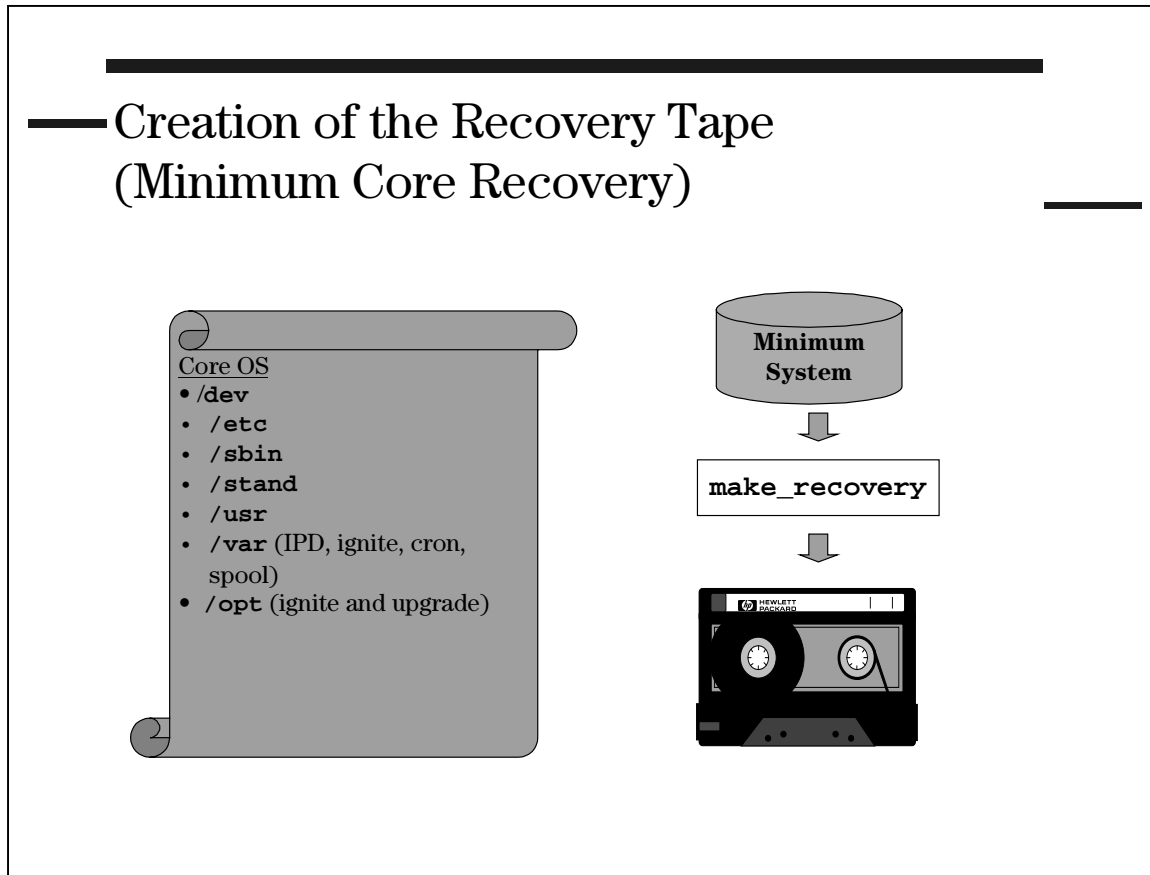 Creation of the Recovery Tape
(Minimum Core Recovery)
Core OS
• /dev
• /etc
• /sbin
• /stand
• /usr
• /var (IPD, ignite, cron,
spool)
• /opt (ignite and upgrade)
Minimum
System
make_recovery
hp HEWLETT
PACKARD